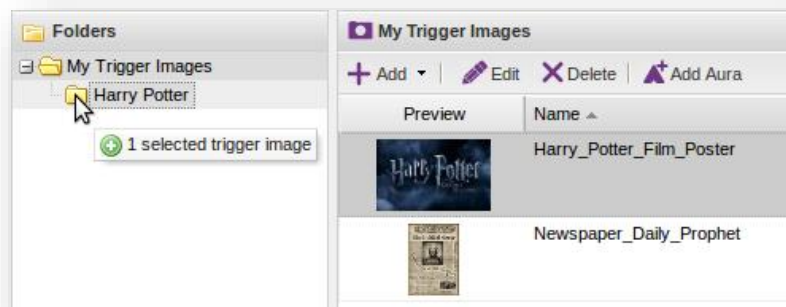 Folders
My Trigger Images
Harry Potter
1 selected trigger image
My Trigger Images
Add Edit Delete Add Aura
Preview Name
Harry_Potter_Film_Poster
Harry Potter
Newspaper_Daily_Prophet